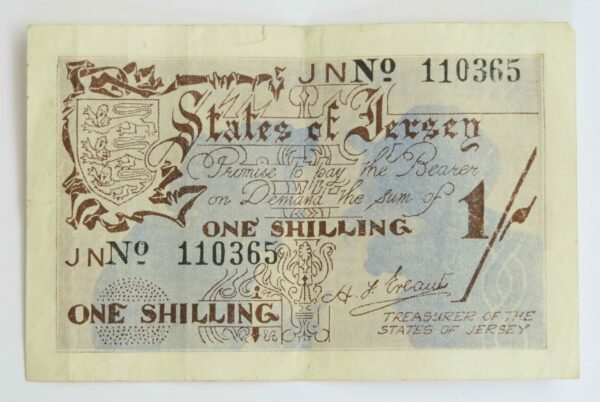 JNNo 110365
States of Jersey
Promise to pay the Bearer
on Demand the sum of 1/-
ONE SHILLING
JNNo 110365
ONE SHILLING
H. F. Ereaut
TREASURER OF THE
STATES OF JERSEY